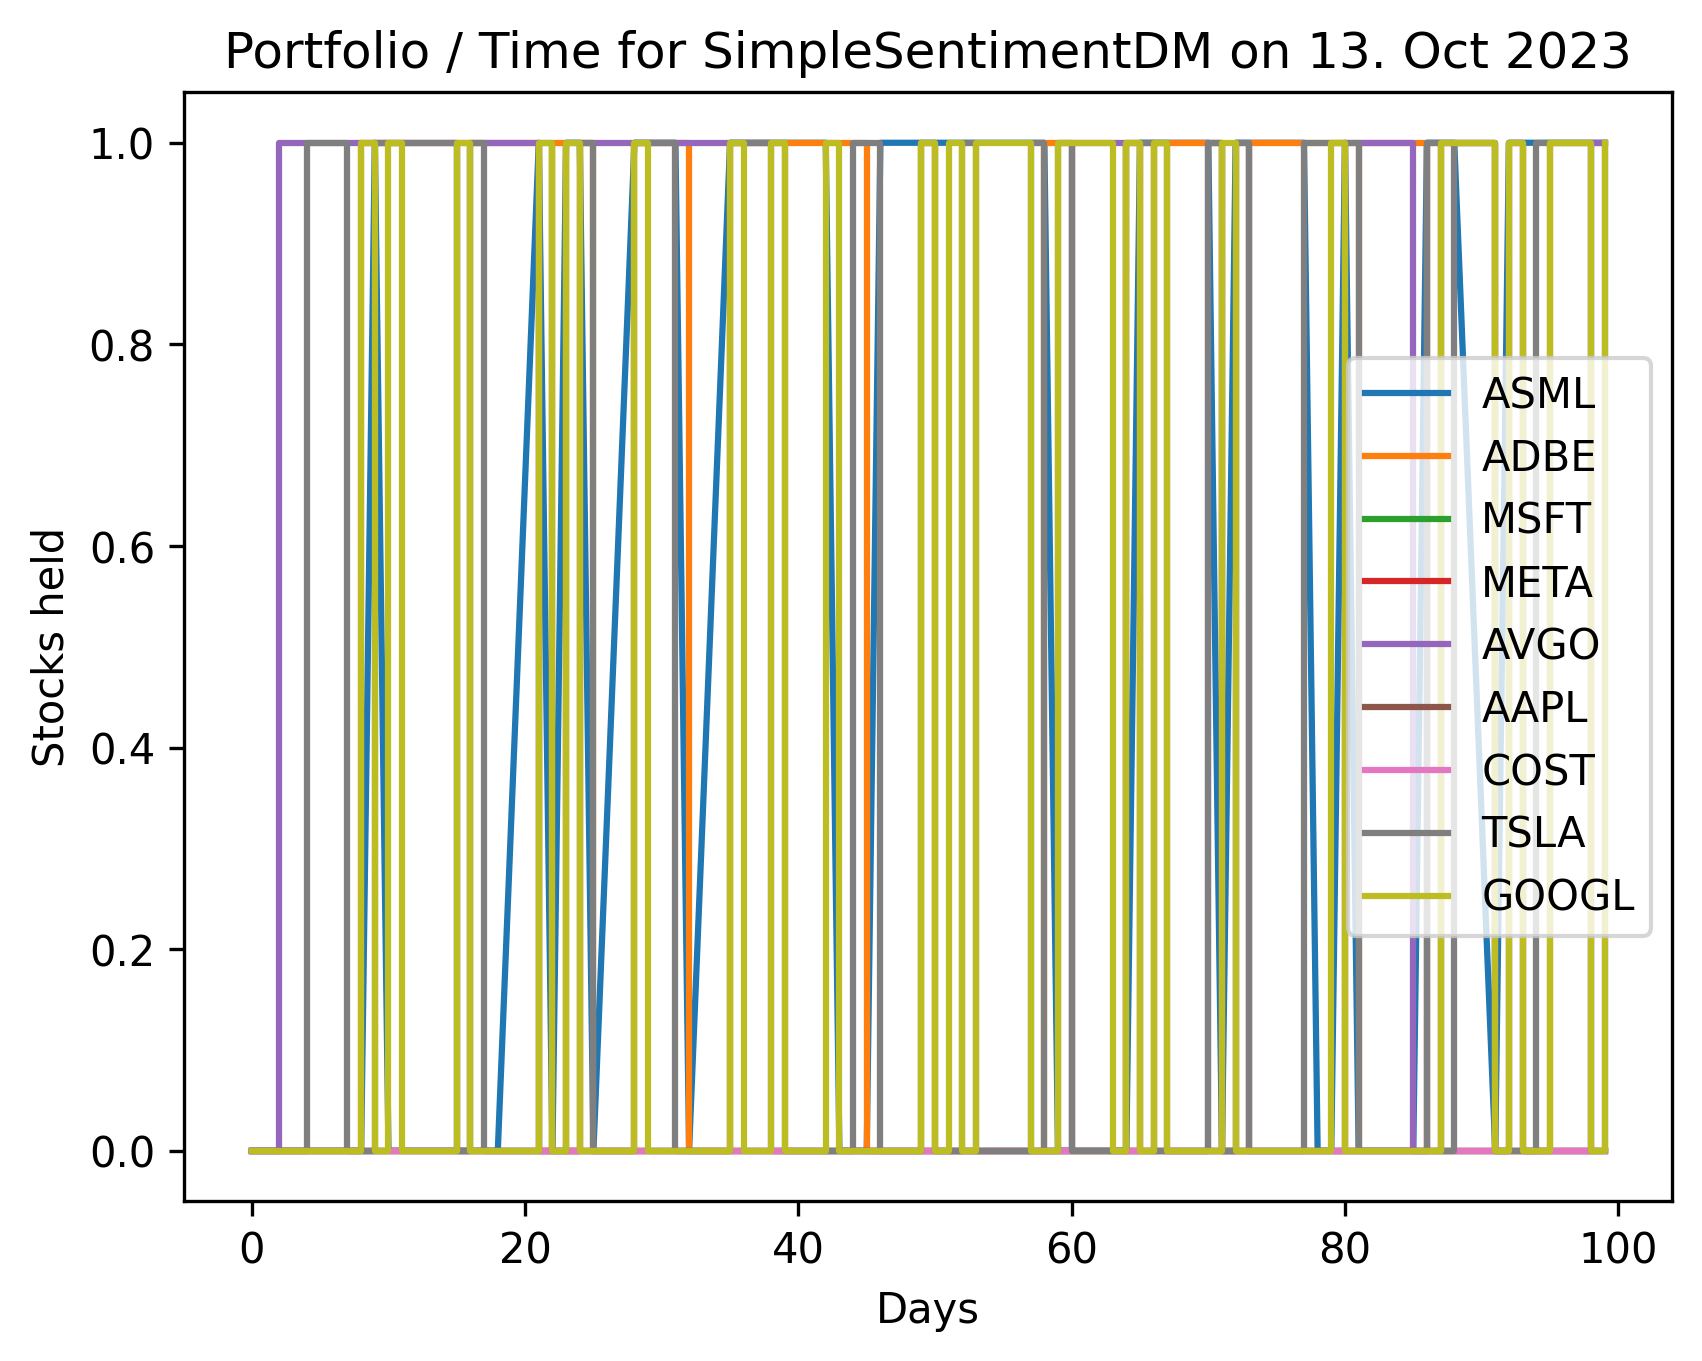 Portfolio / Time for SimpleSentimentDM on 13. Oct 2023
1.0
0.8
0.6
0.4
0.2
0.0
Stocks held
ASML
ADBE
MSFT
META
AVGO
AAPL
COST
TSLA
GOOGL
0 20 40 60 80 100
Days